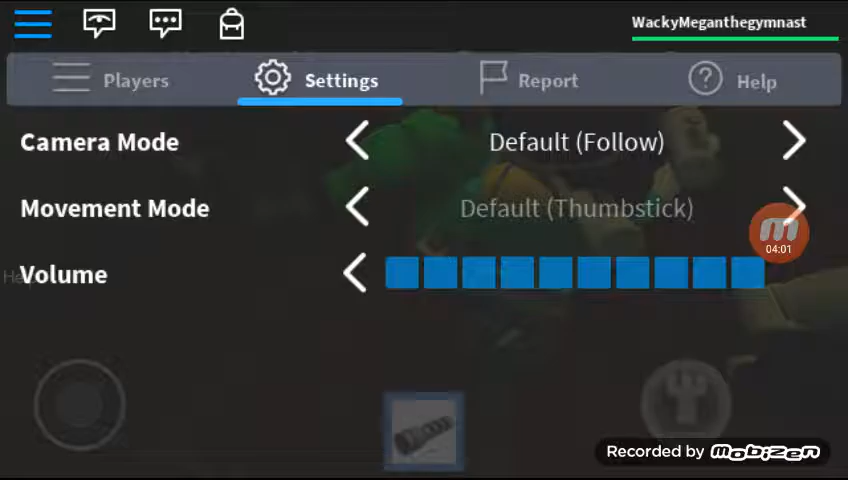 WackyMeganthegymnast
Players Settings Report Help
Camera Mode Default (Follow)
Movement Mode Default (Thumbstick)
04:01
Volume
Recorded by mobizen